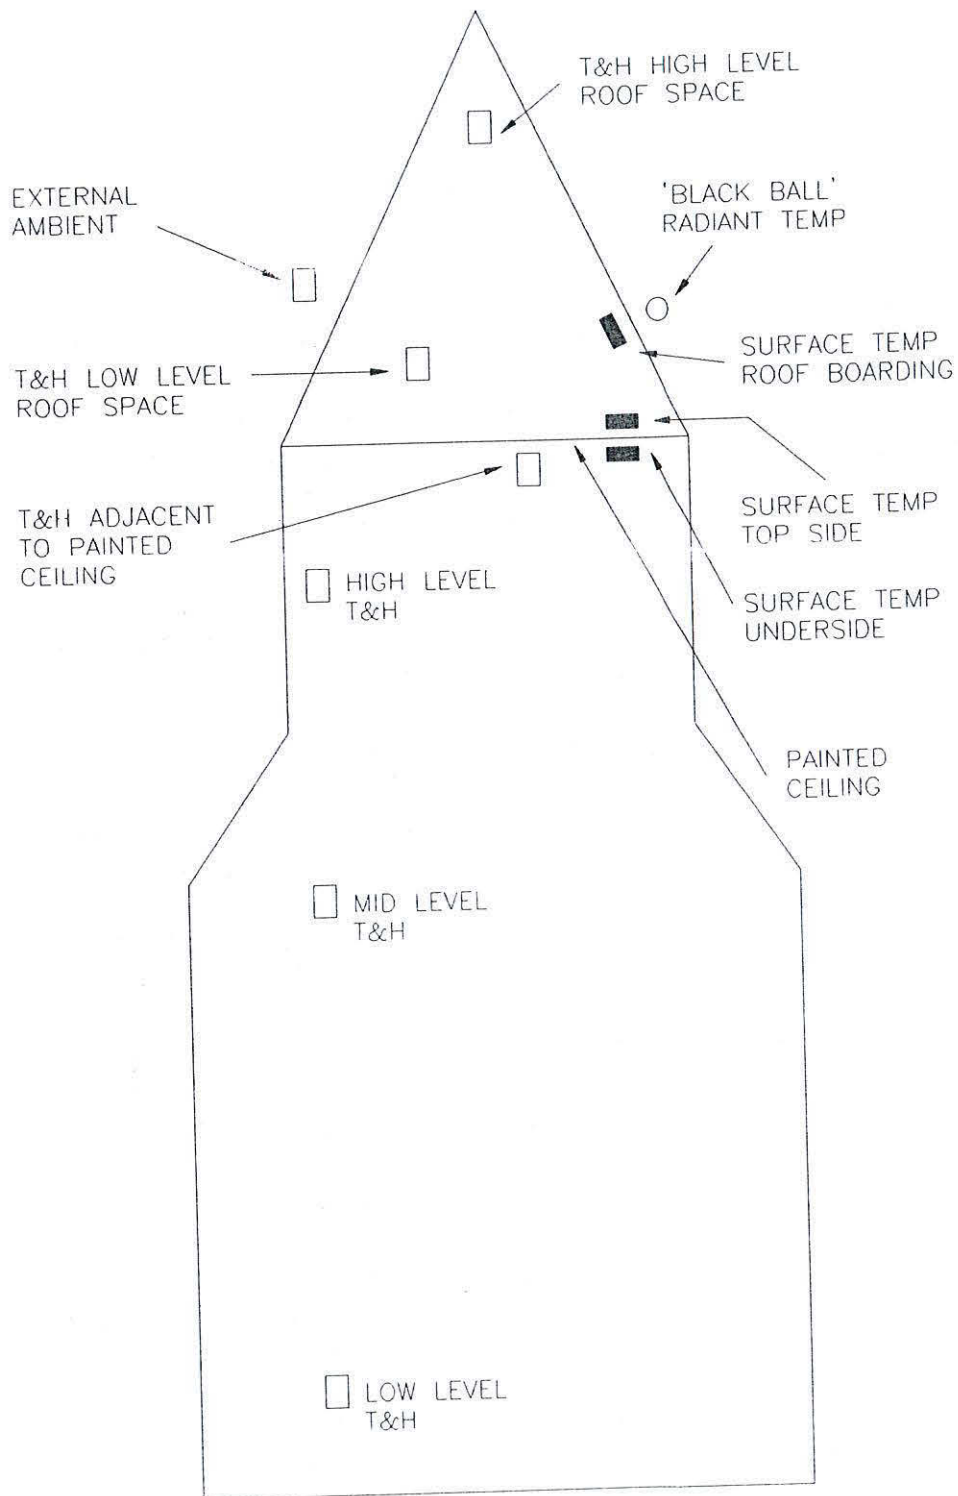 T&H HIGH LEVEL
ROOF SPACE
EXTERNAL
AMBIENT
'BLACK BALL'
RADIANT TEMP
T&H LOW LEVEL
ROOF SPACE
SURFACE TEMP
ROOF BOARDING
T&H ADJACENT
TO PAINTED
CEILING
SURFACE TEMP
TOP SIDE
HIGH LEVEL
T&H
SURFACE TEMP
UNDERSIDE
PAINTED
CEILING
MID LEVEL
T&H
LOW LEVEL
T&H